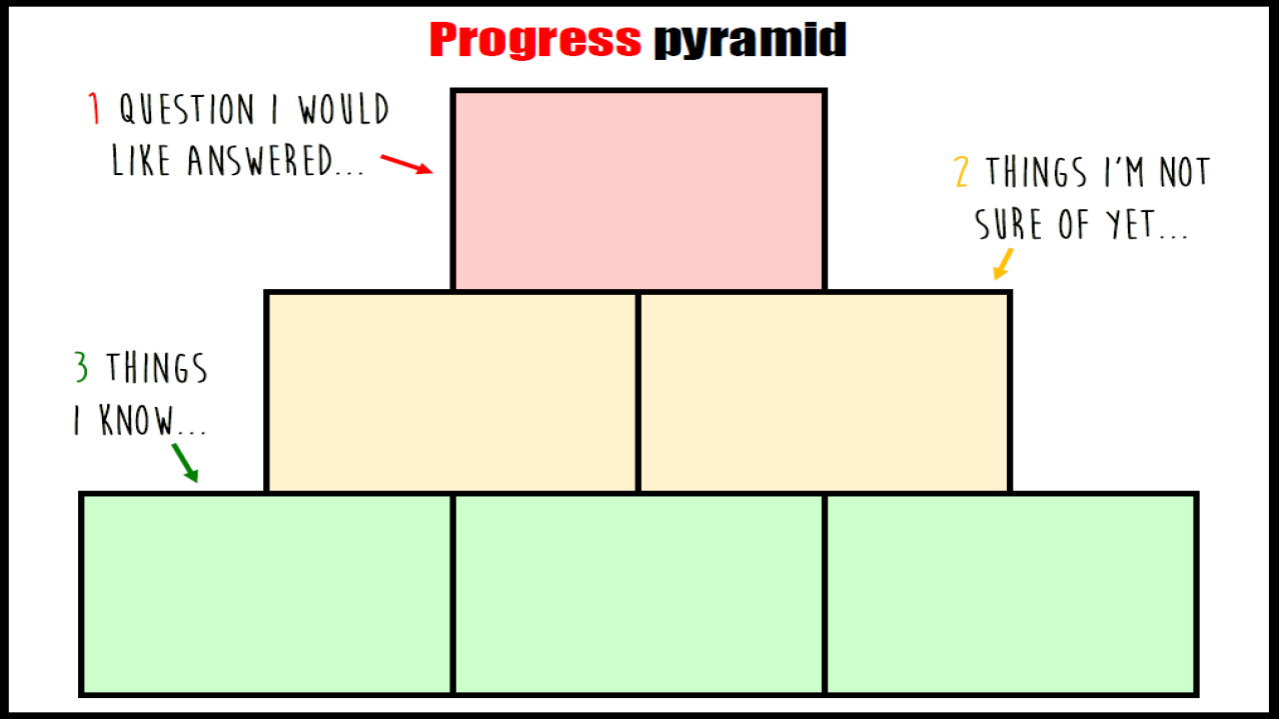 Progress pyramid
1 QUESTION I WOULD
LIKE ANSWERED...
2 THINGS I'M NOT
SURE OF YET...
3 THINGS
I KNOW...